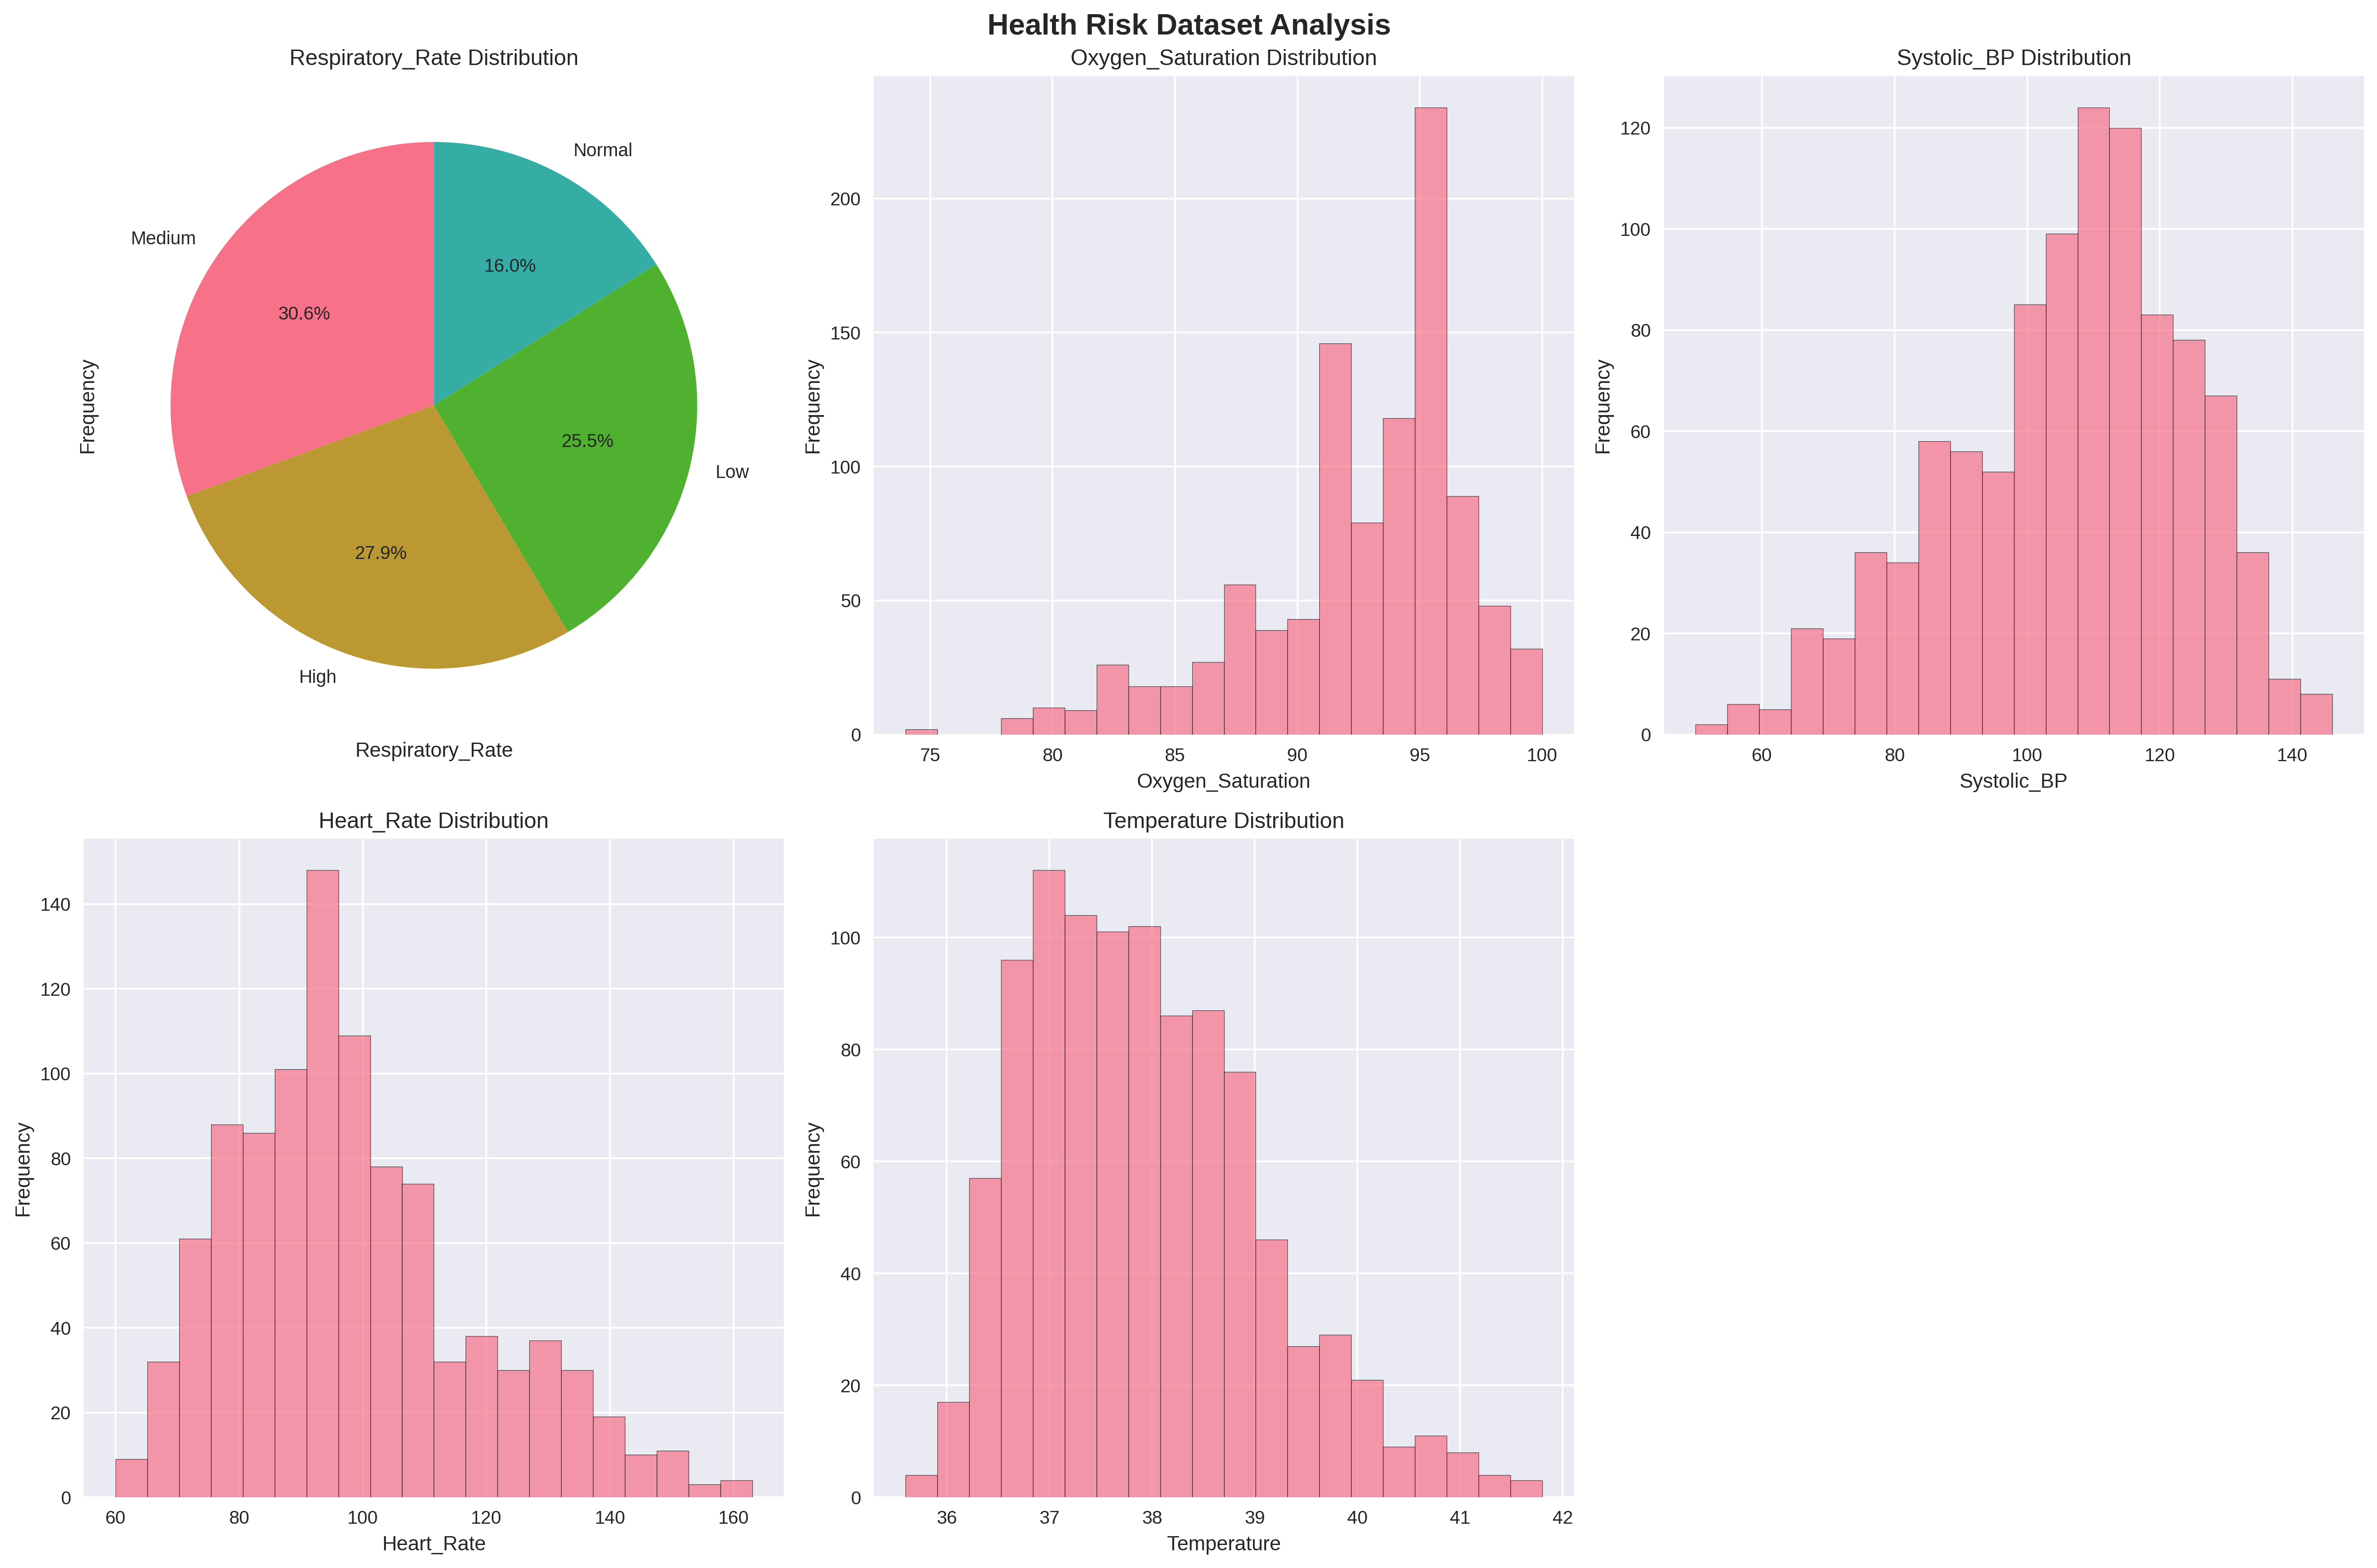 Health Risk Dataset Analysis
Respiratory_Rate Distribution
Normal
Medium
16.0%
30.6%
25.5%
Low
27.9%
High
Frequency
Respiratory_Rate
Oxygen_Saturation Distribution
200
150
100
50
0
Frequency
75 80 85 90 95 100
Oxygen_Saturation
Systolic_BP Distribution
120
100
80
60
40
20
0
Frequency
60 80 100 120 140
Systolic_BP
Heart_Rate Distribution
140
120
100
80
60
40
20
0
Frequency
60 80 100 120 140 160
Heart_Rate
Temperature Distribution
100
80
60
40
20
0
Frequency
36 37 38 39 40 41 42
Temperature